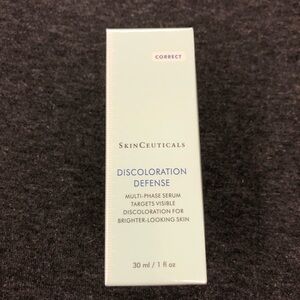 CORRECT
SKINCEUTICALS
DISCOLORATION
DEFENSE
MULTI-PHASE SERUM
TARGETS VISIBLE
DISCOLORATION FOR
BRIGHTER-LOOKING SKIN
30 ml / 1 fl oz